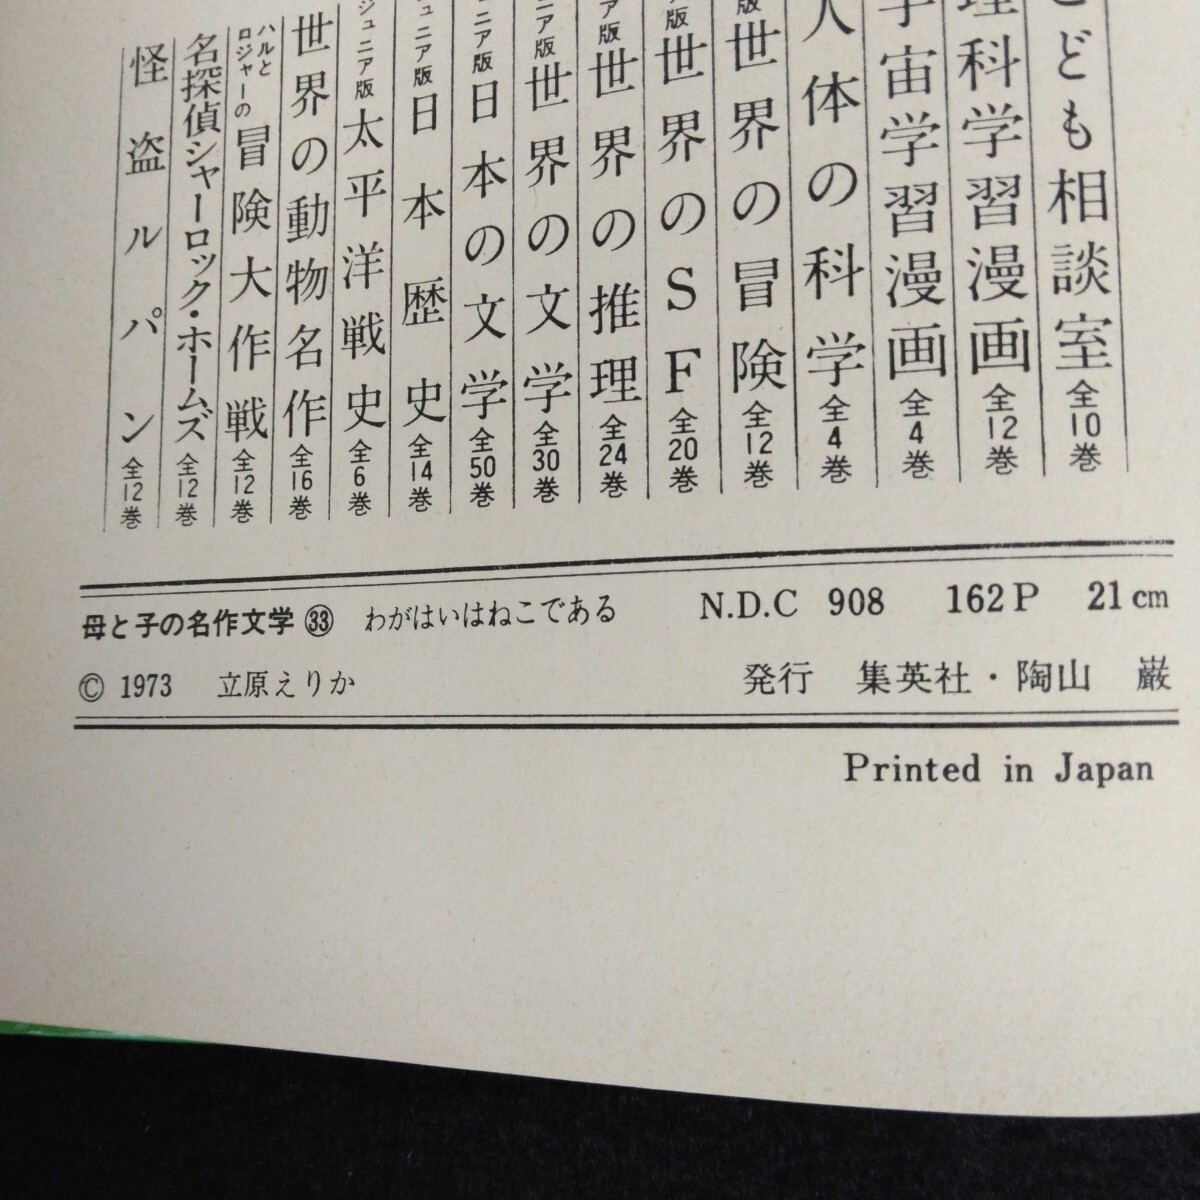 こども相談室 全10巻
理科学習漫画 全12巻
宇宙学習漫画 全4巻
人体の科学 全4巻
版 世界の冒険 全12巻
ア版 世界のSF 全20巻
ア版 世界の推理 全24巻
ニア版 世界の文学 全30巻
ニア版 日本の文学 全50巻
ュニア版 日本歴史 全14巻
ジュニア版 太平洋戦史 全6巻
世界の動物名作 全16巻
ハルとロジャーの 冒険大作戦 全12巻
名探偵シャーロック・ホームズ 全12巻
怪盗ルパン 全12巻
母と子の名作文学 ㉝ わがはいはねこである N.D.C 908 162P 21cm
© 1973 立原えりか 発行 集英社・陶山 巌
Printed in Japan